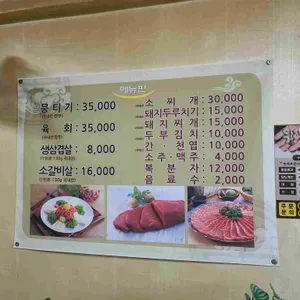 메뉴판
뭉티기 : 35,000
육회 : 35,000
생삼겹살 : 8,000
소갈비살 : 16,000
소찌개 : 30,000
돼지두루치기 : 15,000
돼지찌개 : 15,000
두부김치 : 10,000
간·천엽 : 10,000
소주·맥주 : 4,000
복분자 : 12,000
음료수 : 2,000